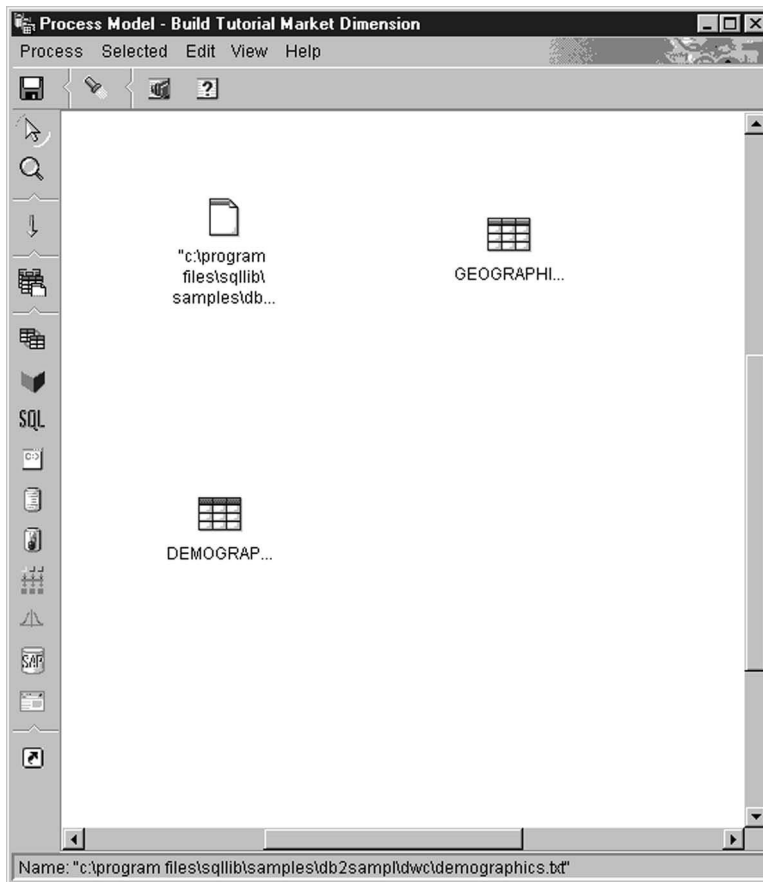 Process Model - Build Tutorial Market Dimension
Process Selected Edit View Help
"c:\program
files\sqllib\
samples\db...
GEOGRAPHI...
SQL
C:\>
DEMOGRAP...
SAP
Name: "c:\program files\sqllib\samples\db2sampl\dwc\demographics.txt"